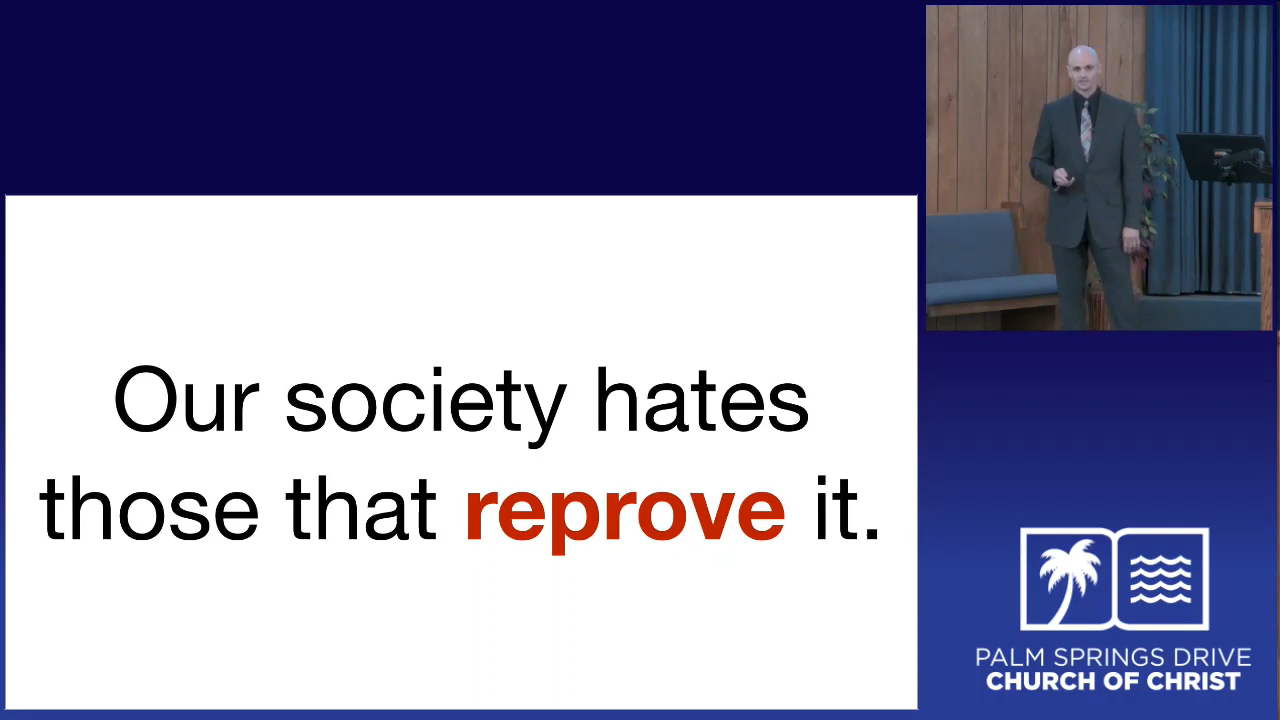 Our society hates
those that reprove it.
PALM SPRINGS DRIVE
CHURCH OF CHRIST